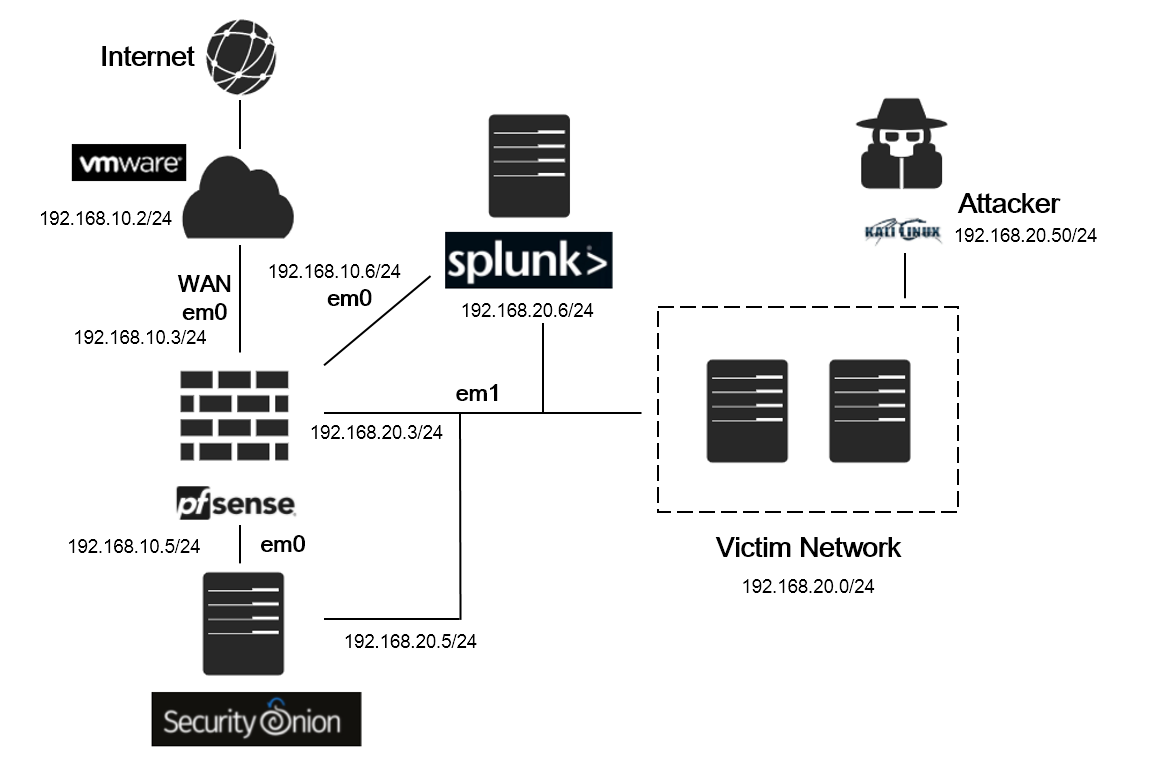 Internet
vmware®
192.168.10.2/24
WAN
em0
192.168.10.3/24
192.168.10.6/24
em0
splunk>
192.168.20.6/24
Attacker
KALI LINUX
192.168.20.50/24
em1
192.168.20.3/24
pfsense
192.168.10.5/24
em0
192.168.20.5/24
Security Onion
Victim Network
192.168.20.0/24